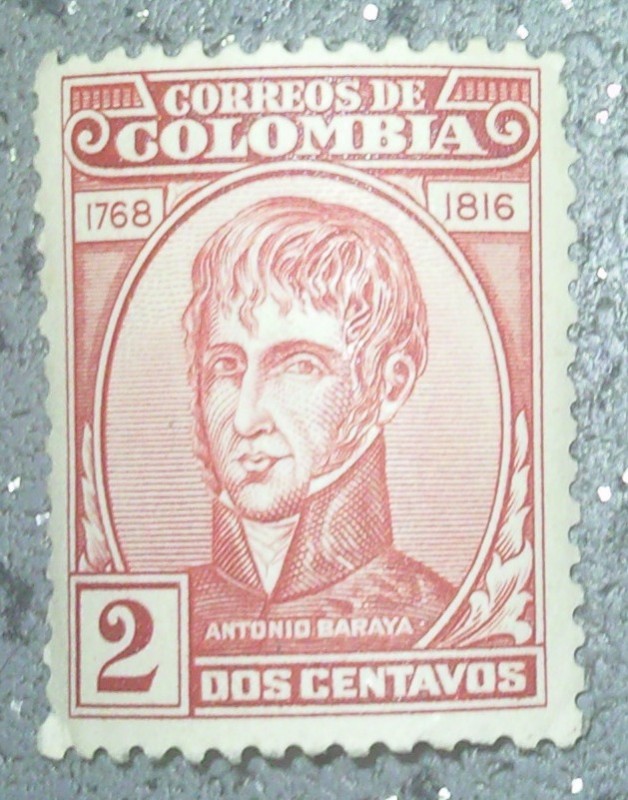 CORREOS DE
COLOMBIA
1768 1816
ANTONIO BARAYA
2
DOS CENTAVOS